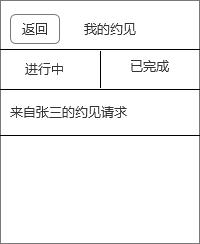 返回 我的约见
进行中 已完成
来自张三的约见请求